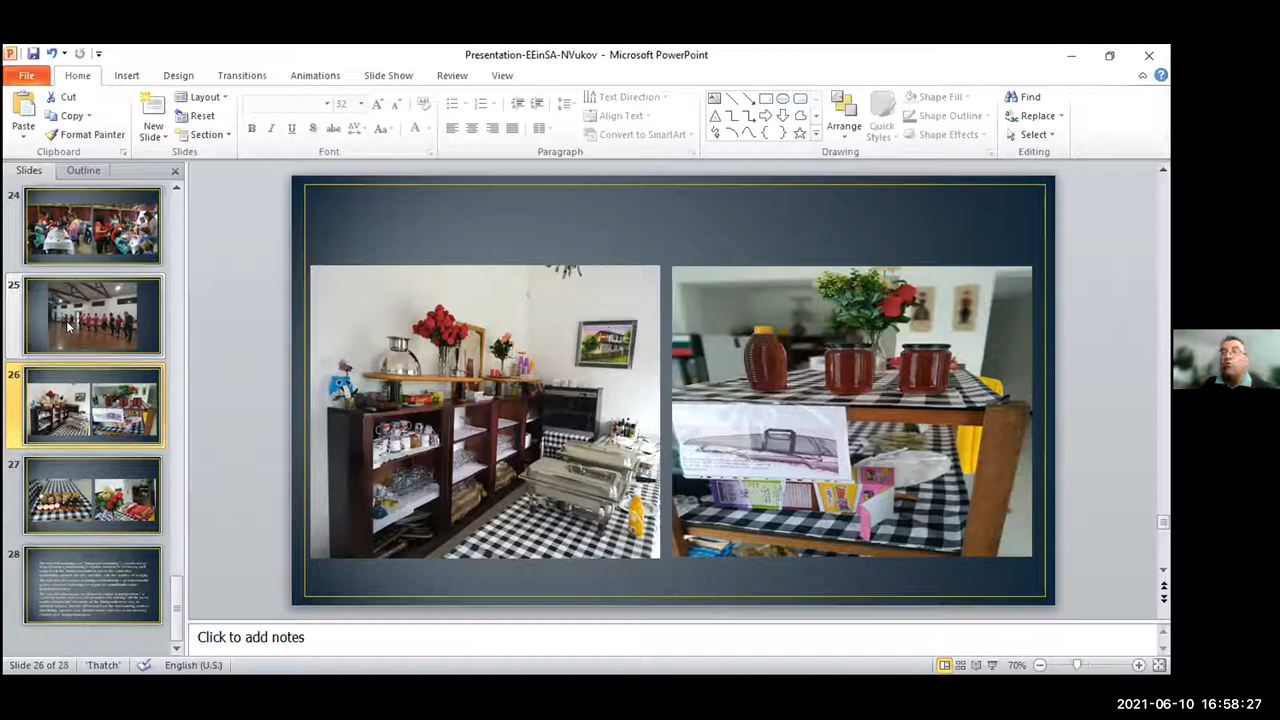 Presentation-EEinSA-NVukov - Microsoft PowerPoint
File Home Insert Design Transitions Animations Slide Show Review View
Cut Layout 32 Text Direction Shape Fill Find
Copy Reset Align Text Shape Outline Replace
Paste Format Painter New Slide Section Convert to SmartArt Arrange Quick Styles Shape Effects Select
Clipboard Slides Font Paragraph Drawing Editing
Slides Outline
24
25
26
27
28
Click to add notes
Slide 26 of 28 'Thatch' English (U.S.) 70%
2021-06-10 16:58:27